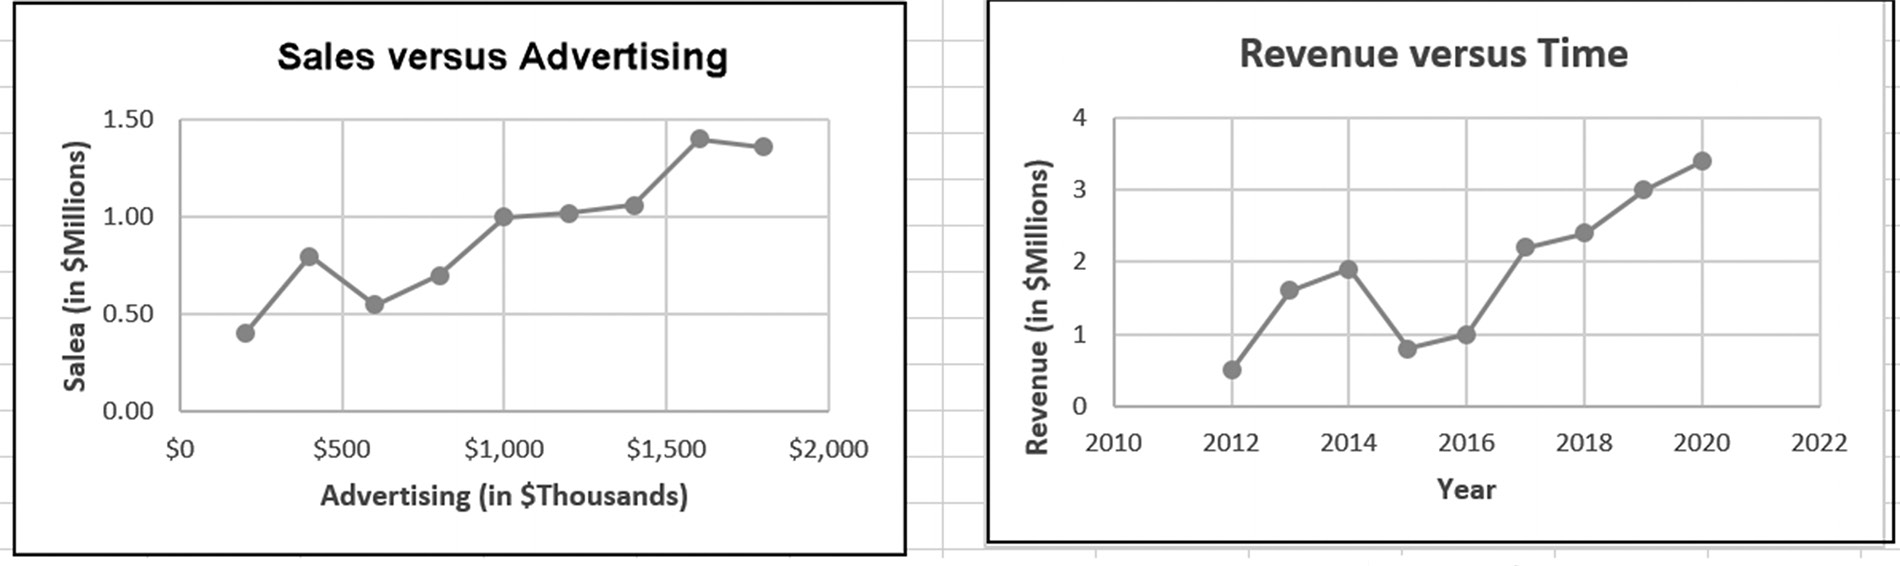 Sales versus Advertising
1.50
1.00
0.50
0.00
Salea (in $Millions)
$0 $500 $1,000 $1,500 $2,000
Advertising (in $Thousands)
Revenue versus Time
4
3
2
1
0
Revenue (in $Millions)
2010 2012 2014 2016 2018 2020 2022
Year